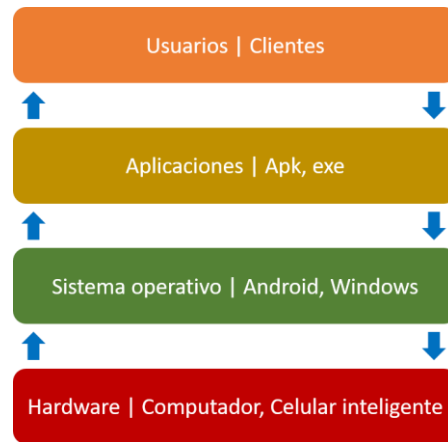 Usuarios | Clientes
Aplicaciones | Apk, exe
Sistema operativo | Android, Windows
Hardware | Computador, Celular inteligente